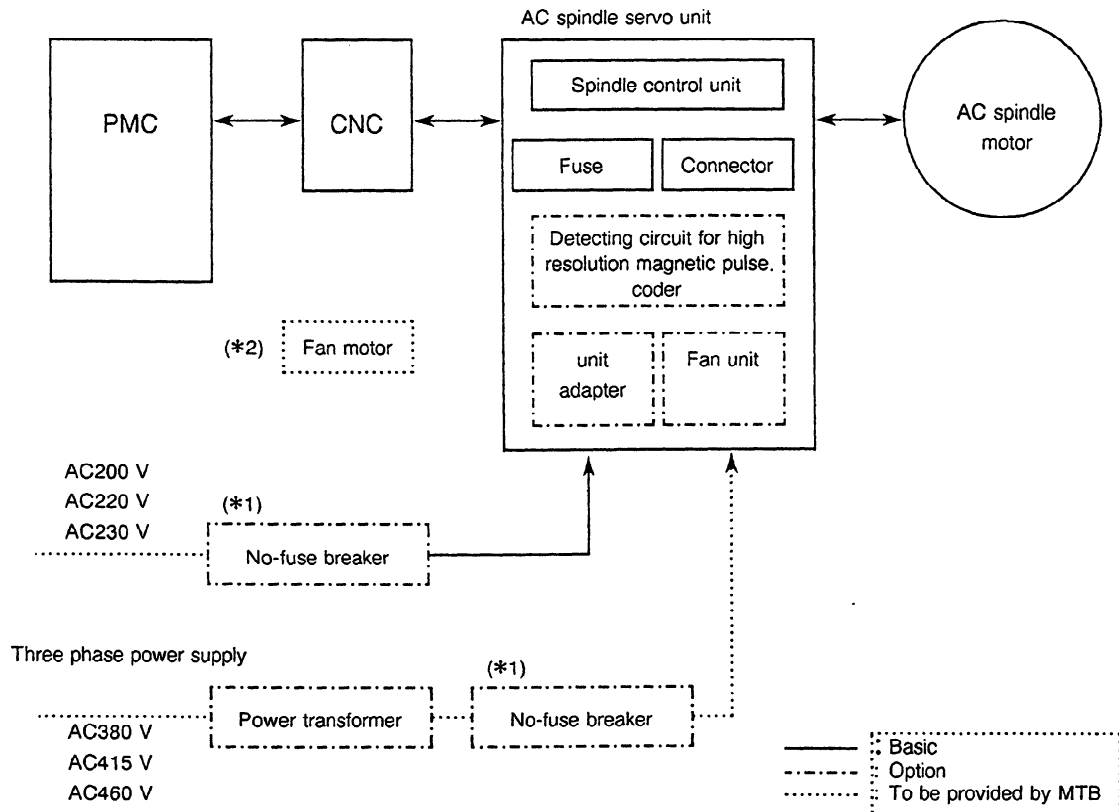 AC spindle servo unit
PMC
CNC
Spindle control unit
Fuse
Connector
AC spindle
motor
Detecting circuit for high
resolution magnetic pulse.
coder
(*2)
Fan motor
unit
adapter
Fan unit
AC200 V
AC220 V
AC230 V
(*1)
No-fuse breaker
Three phase power supply
(*1)
Power transformer
No-fuse breaker
AC380 V
AC415 V
AC460 V
Basic
Option
To be provided by MTB